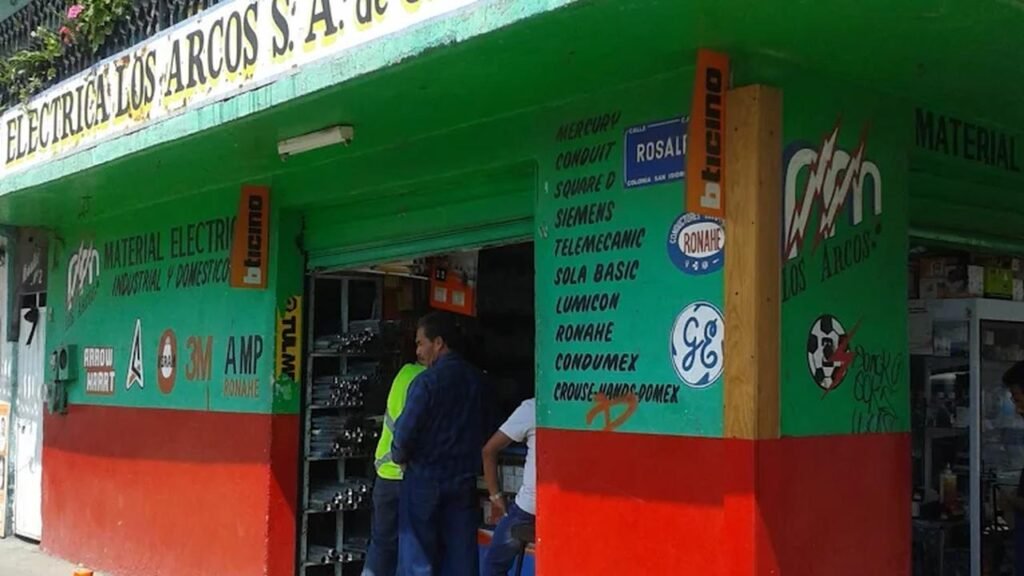 ELECTRICA LOS ARCOS S.A. de
MATERIAL ELECTRIC
INDUSTRIAL Y DOMESTICO
bticino
ARROW
HART
3M
AMP
RONAHE
MERCURY
CONDUIT
SQUARE D
SIEMENS
TELEMECANIC
SOLA BASIC
LUMICON
RONAHE
CONDUMEX
CROUSE-HANDS-DOMEX
CALLE
ROSAL
COLONIA SAN ISIDRO
bticino
CONDUCTORES
RONAHE
GE
LOS ARCOS
MATERIAL